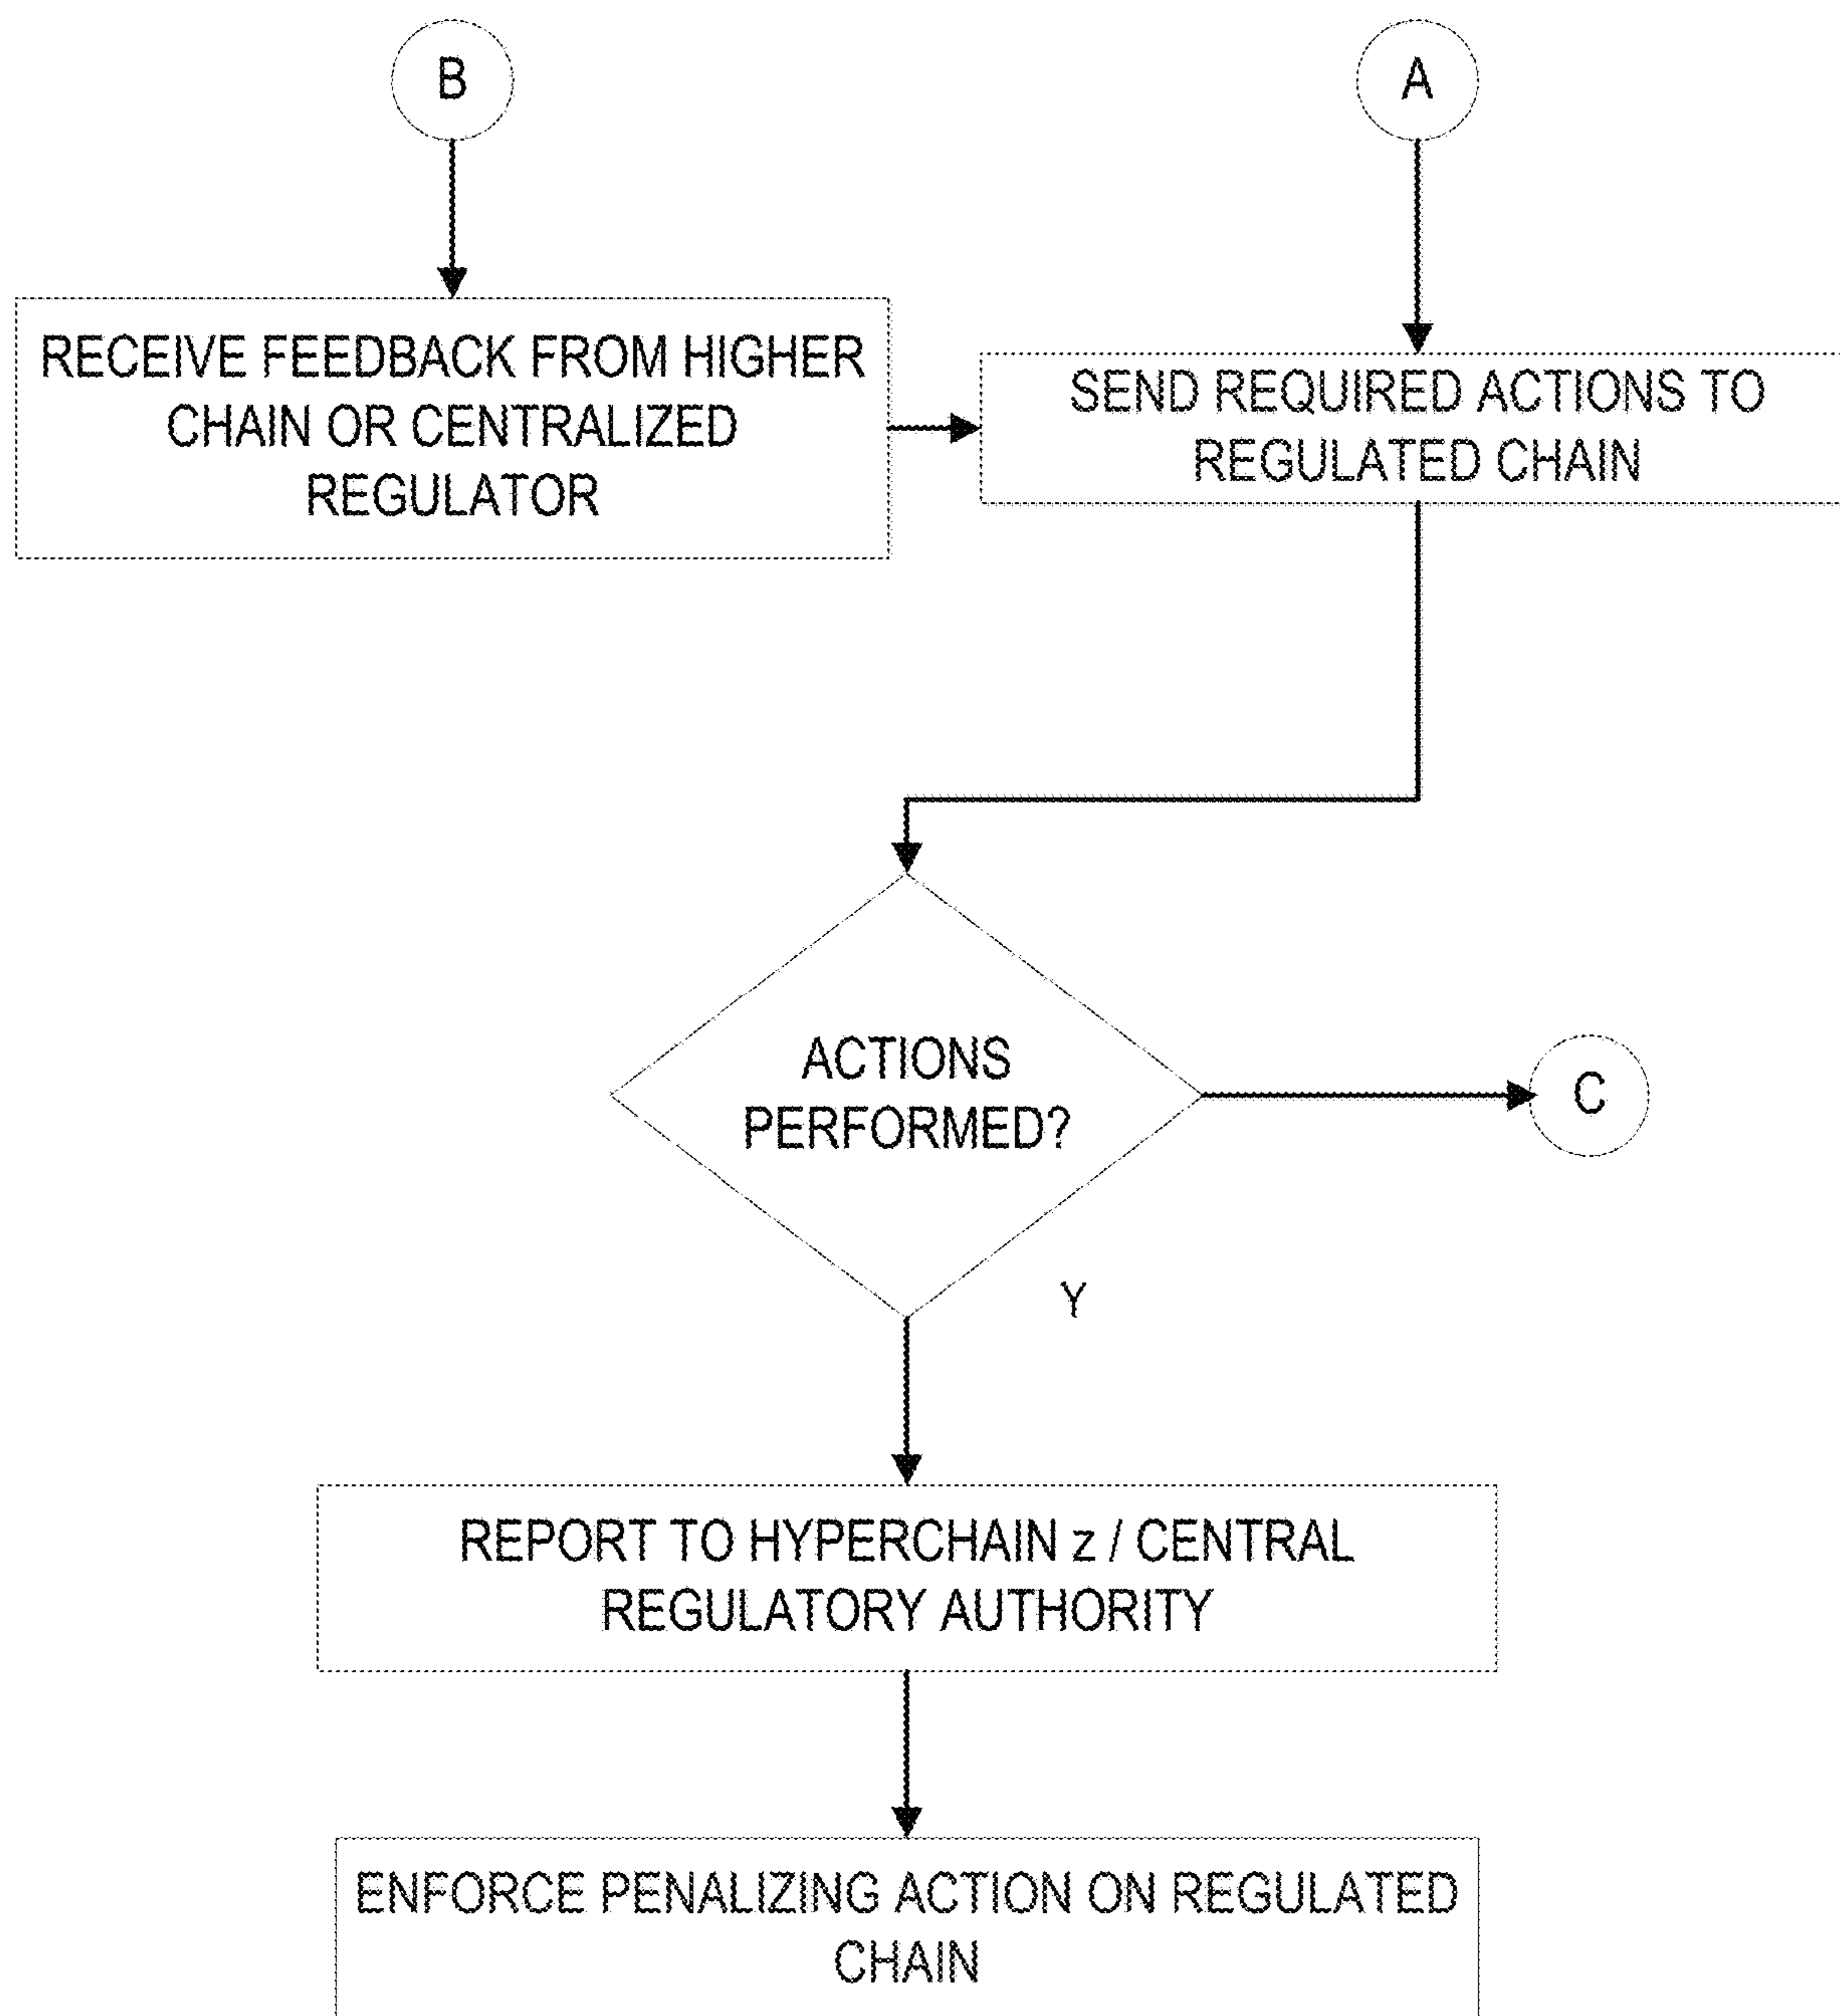 B
A
RECEIVE FEEDBACK FROM HIGHER
CHAIN OR CENTRALIZED
REGULATOR
SEND REQUIRED ACTIONS TO
REGULATED CHAIN
ACTIONS
PERFORMED?
C
Y
REPORT TO HYPERCHAIN z / CENTRAL
REGULATORY AUTHORITY
ENFORCE PENALIZING ACTION ON REGULATED
CHAIN